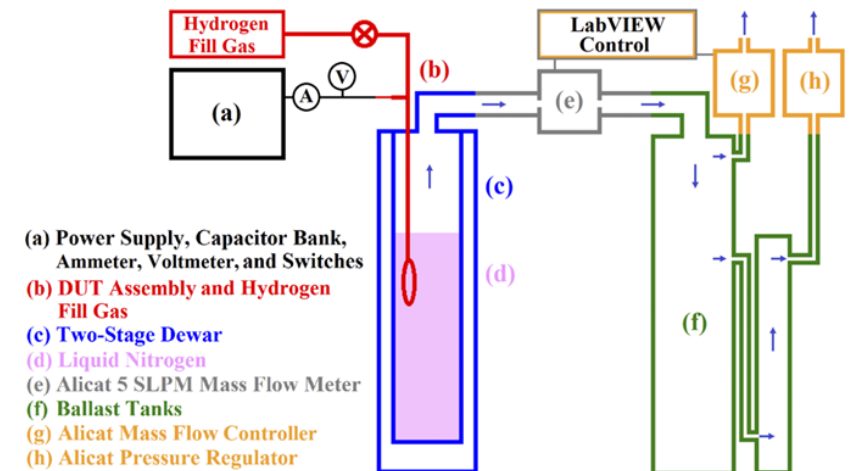 Hydrogen
Fill Gas
LabVIEW
Control
V
A
(a)
(b)
(c)
(d)
(e)
(f)
(g)
(h)
(a) Power Supply, Capacitor Bank,
Ammeter, Voltmeter, and Switches
(b) DUT Assembly and Hydrogen
Fill Gas
(c) Two-Stage Dewar
(d) Liquid Nitrogen
(e) Alicat 5 SLPM Mass Flow Meter
(f) Ballast Tanks
(g) Alicat Mass Flow Controller
(h) Alicat Pressure Regulator